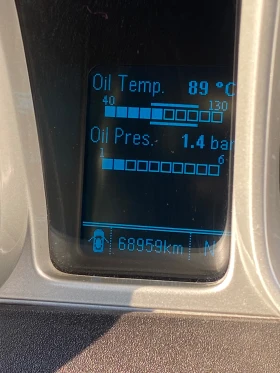 Oil Temp. 89 °C
40 130
Oil Pres. 1.4 bar
1 6
68959km N